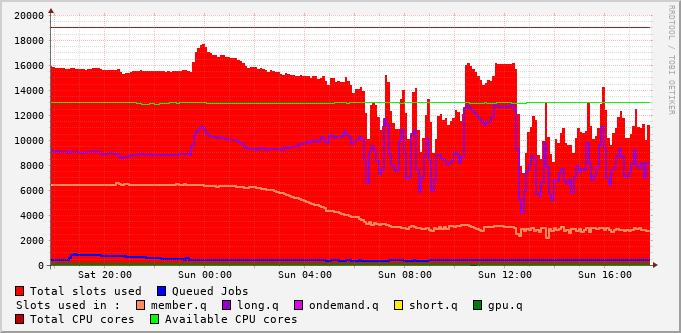 20000
18000
16000
14000
12000
10000
8000
6000
4000
2000
0
Sat 20:00 Sun 00:00 Sun 04:00 Sun 08:00 Sun 12:00 Sun 16:00
RRDTOOL / TOBI OETIKER
Total slots used Queued Jobs
Slots used in : member.q long.q ondemand.q short.q gpu.q
Total CPU cores Available CPU cores